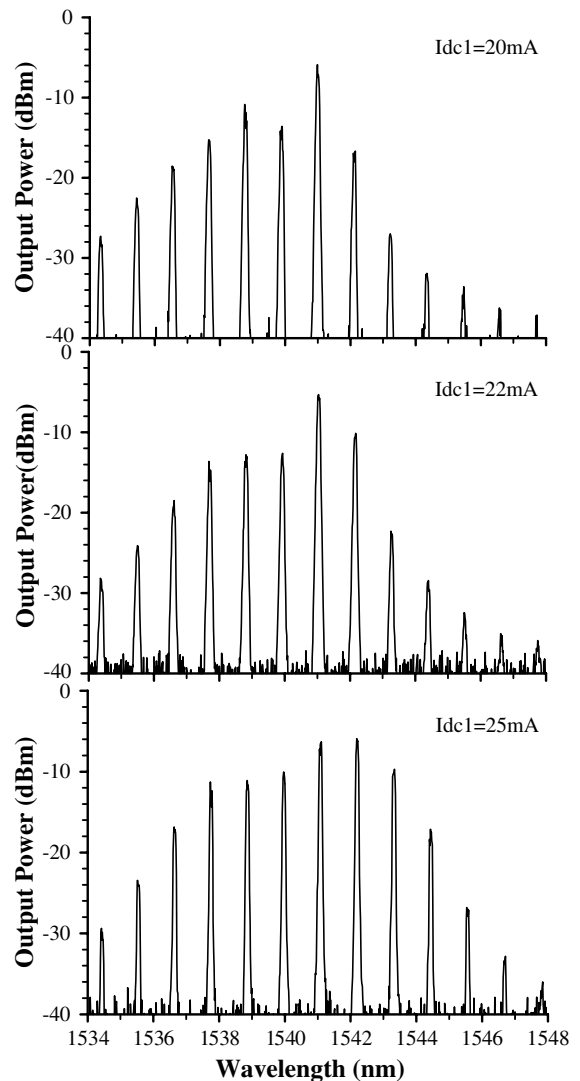 0
-10
-20
-30
-40
Output Power (dBm)
Idc1=20mA
0
-10
-20
-30
-40
Output Power(dBm)
Idc1=22mA
0
-10
-20
-30
-40
Output Power (dBm)
Idc1=25mA
1534 1536 1538 1540 1542 1544 1546 1548
Wavelength (nm)